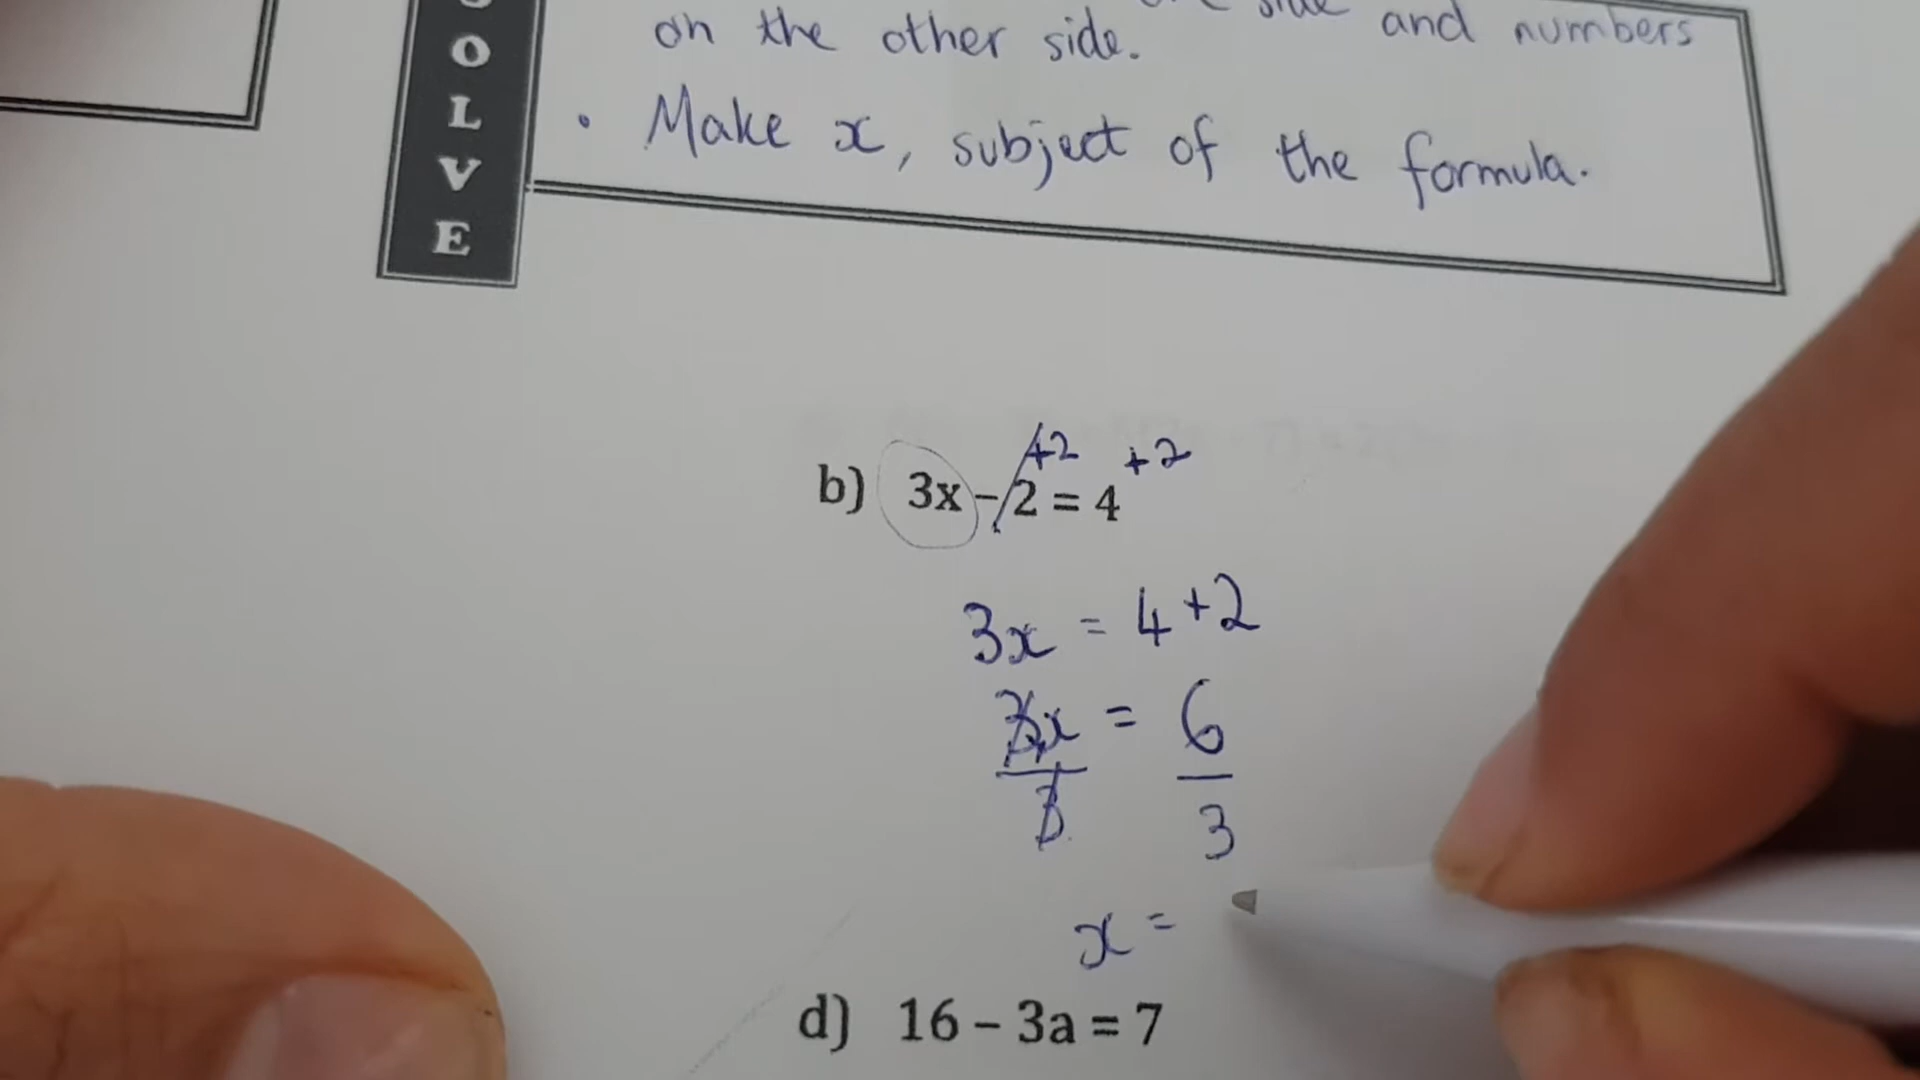 O
L
V
E
side and numbers
on the other side.
• Make x, subject of the formula.
+2 +2
b) 3x - 2 = 4
3x = 4 + 2
3x = 6
3 3
x =
d) 16 – 3a = 7